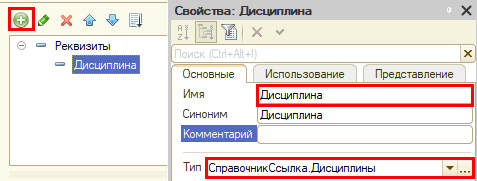 Реквизиты
Дисциплина
Свойства: Дисциплина
Поиск (Ctrl+Alt+I)
Основные Использование Представление
Имя Дисциплина
Синоним Дисциплина
Комментарий
Тип СправочникСсылка.Дисциплины ...